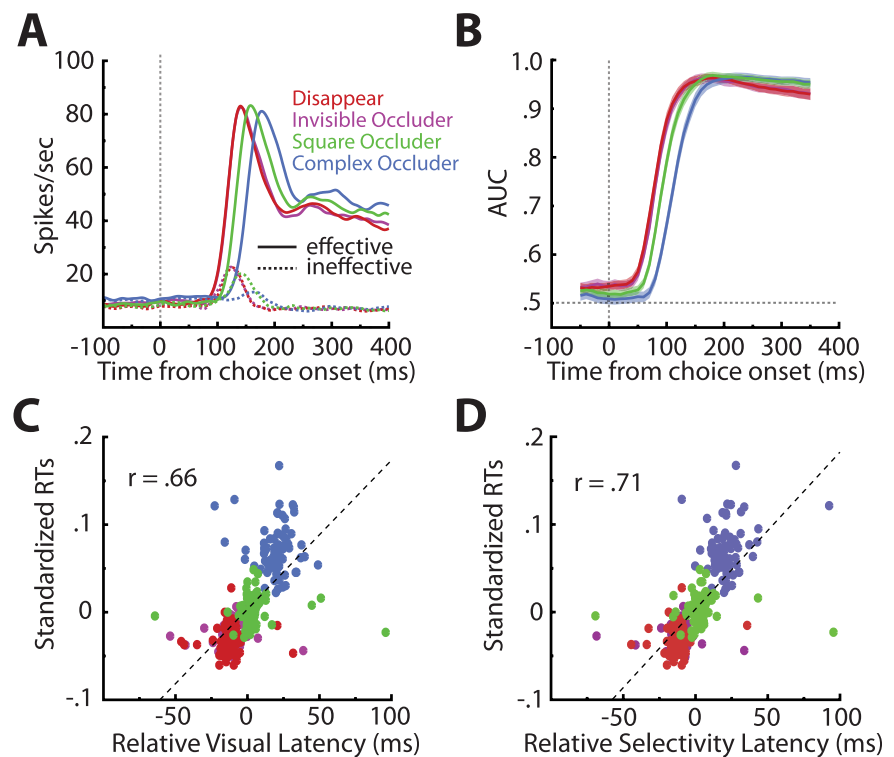 A
100
80
60
40
20
Spikes/sec
Disappear
Invisible Occluder
Square Occluder
Complex Occluder
effective
ineffective
-100 0 100 200 300 400
Time from choice onset (ms)
B
1.0
.9
.8
.7
.6
.5
AUC
-100 0 100 200 300 400
Time from choice onset (ms)
C
.2
.1
0
-.1
Standardized RTs
r = .66
-50 0 50 100
Relative Visual Latency (ms)
D
.2
.1
0
-.1
Standardized RTs
r = .71
-50 0 50 100
Relative Selectivity Latency (ms)